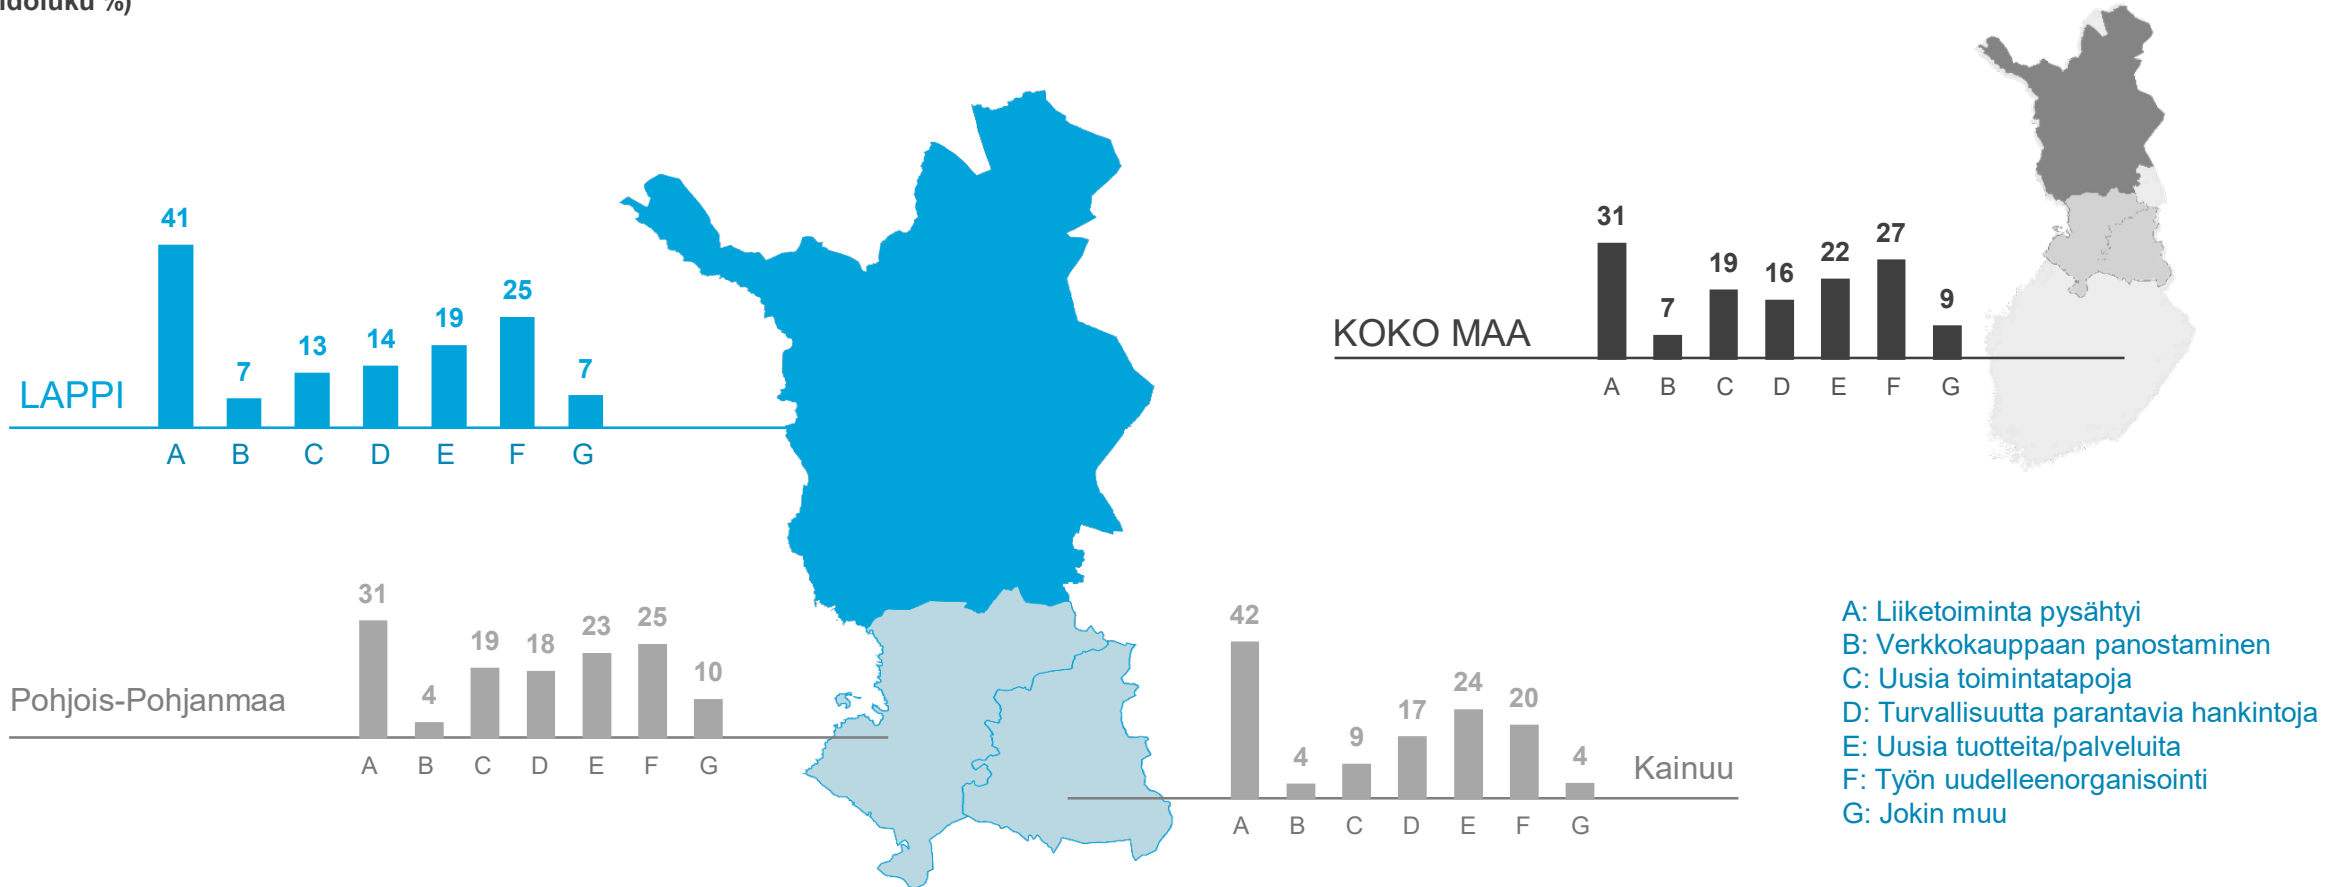 %)
41
7
13
14
19
25
7
LAPPI
A B C D E F G
31
7
19
16
22
27
9
KOKO MAA
A B C D E F G
31
4
19
18
23
25
10
Pohjois-Pohjanmaa
A B C D E F G
42
4
9
17
24
20
4
Kainuu
A B C D E F G
A: Liiketoiminta pysähtyi
B: Verkkokauppaan panostaminen
C: Uusia toimintatapoja
D: Turvallisuutta parantavia hankintoja
E: Uusia tuotteita/palveluita
F: Työn uudelleenorganisointi
G: Jokin muu